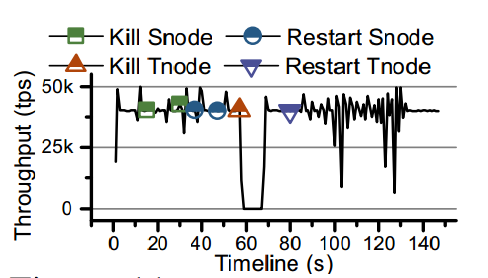 Kill Snode Restart Snode
Kill Tnode Restart Tnode
Throughput (tps)
50k
25k
0
0 20 40 60 80 100 120 140
Timeline (s)